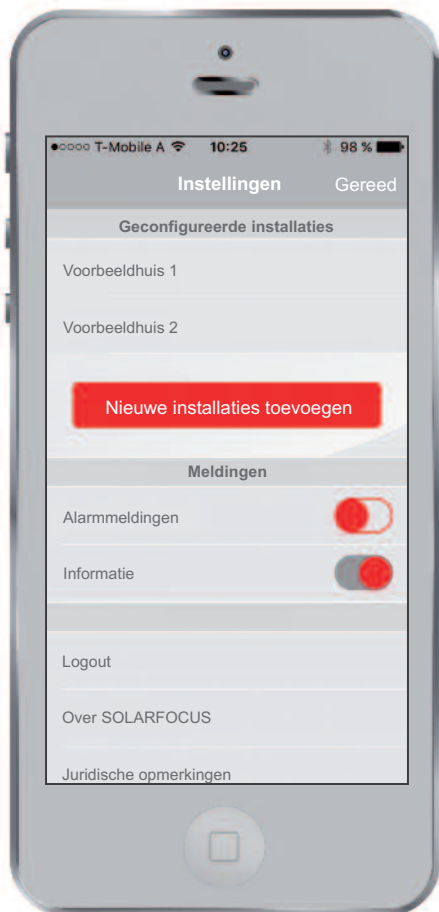 ●○○○○ T-Mobile A 10:25 98 %
Instellingen Gereed
Geconfigureerde installaties
Voorbeeldhuis 1
Voorbeeldhuis 2
Nieuwe installaties toevoegen
Meldingen
Alarmmeldingen
Informatie
Logout
Over SOLARFOCUS
Juridische opmerkingen